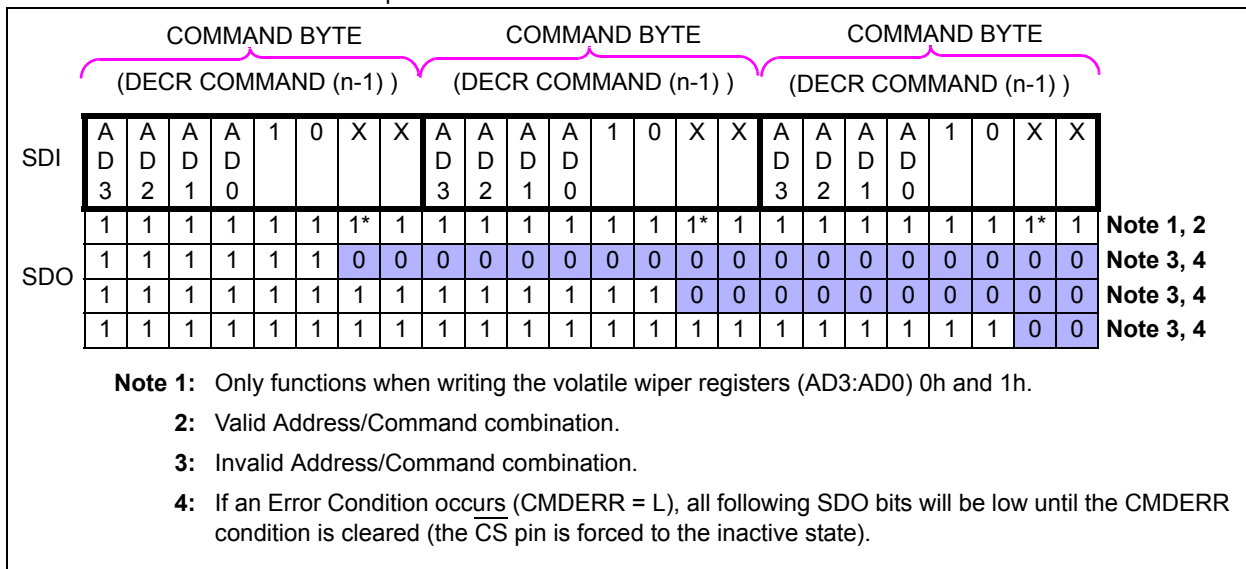 COMMAND BYTE COMMAND BYTE COMMAND BYTE
(DECR COMMAND (n-1) ) (DECR COMMAND (n-1) ) (DECR COMMAND (n-1) )
SDI
A A A A 1 0 X X A A A A 1 0 X X A A A A 1 0 X X
D D D D D D D D D D D D
3 2 1 0 3 2 1 0 3 2 1 0
SDO
1 1 1 1 1 1 1* 1 1 1 1 1 1 1 1* 1 1 1 1 1 1 1 1* 1 Note 1, 2
1 1 1 1 1 1 0 0 0 0 0 0 0 0 0 0 0 0 0 0 0 0 0 0 Note 3, 4
1 1 1 1 1 1 1 1 1 1 1 1 1 1 0 0 0 0 0 0 0 0 0 0 Note 3, 4
1 1 1 1 1 1 1 1 1 1 1 1 1 1 1 1 1 1 1 1 1 1 0 0 Note 3, 4
Note 1: Only functions when writing the volatile wiper registers (AD3:AD0) 0h and 1h.
2: Valid Address/Command combination.
3: Invalid Address/Command combination.
4: If an Error Condition occurs (CMDERR = L), all following SDO bits will be low until the CMDERR
condition is cleared (the CS pin is forced to the inactive state).